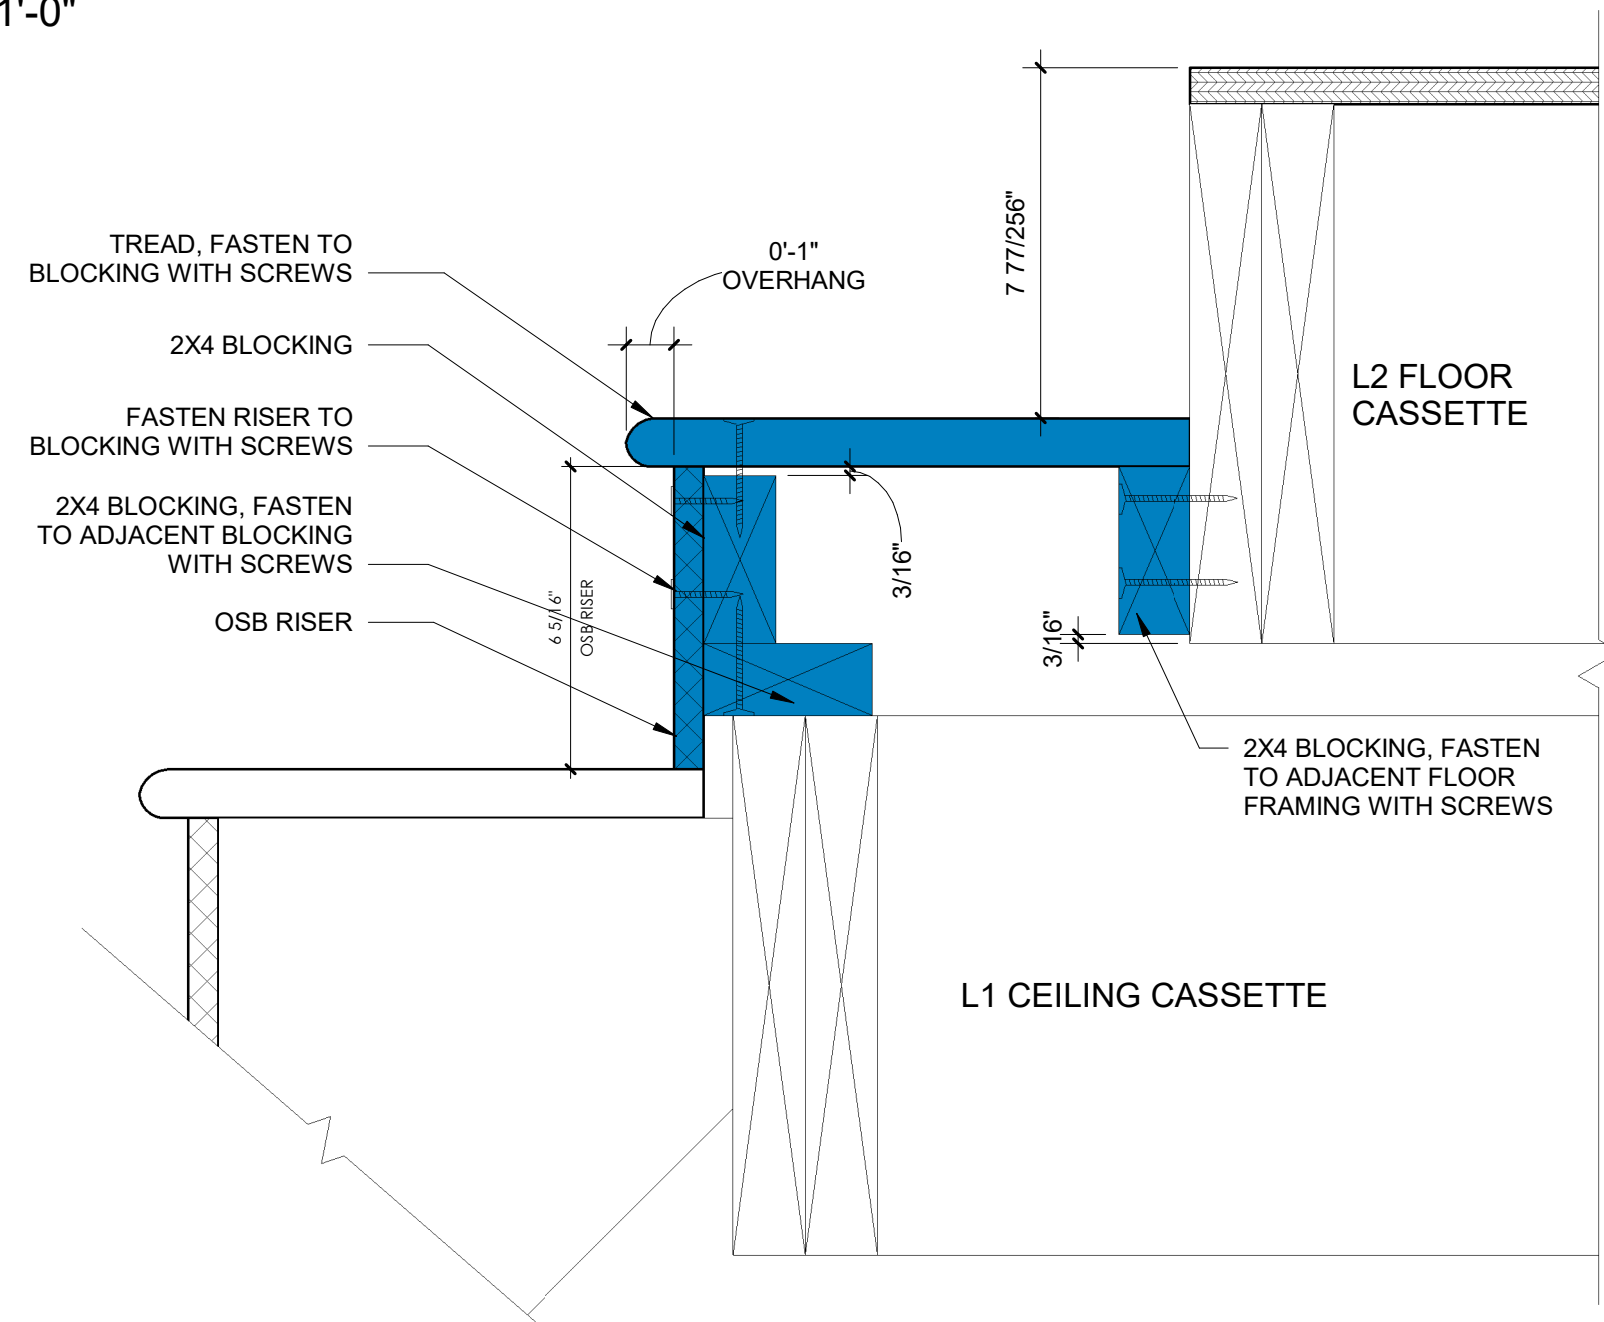 1'-0"
TREAD, FASTEN TO
BLOCKING WITH SCREWS
2X4 BLOCKING
FASTEN RISER TO
BLOCKING WITH SCREWS
2X4 BLOCKING, FASTEN
TO ADJACENT BLOCKING
WITH SCREWS
OSB RISER
0'-1"
OVERHANG
7 77/256"
L2 FLOOR
CASSETTE
6 5/16"
OSB RISER
3/16"
3/16"
2X4 BLOCKING, FASTEN
TO ADJACENT FLOOR
FRAMING WITH SCREWS
L1 CEILING CASSETTE